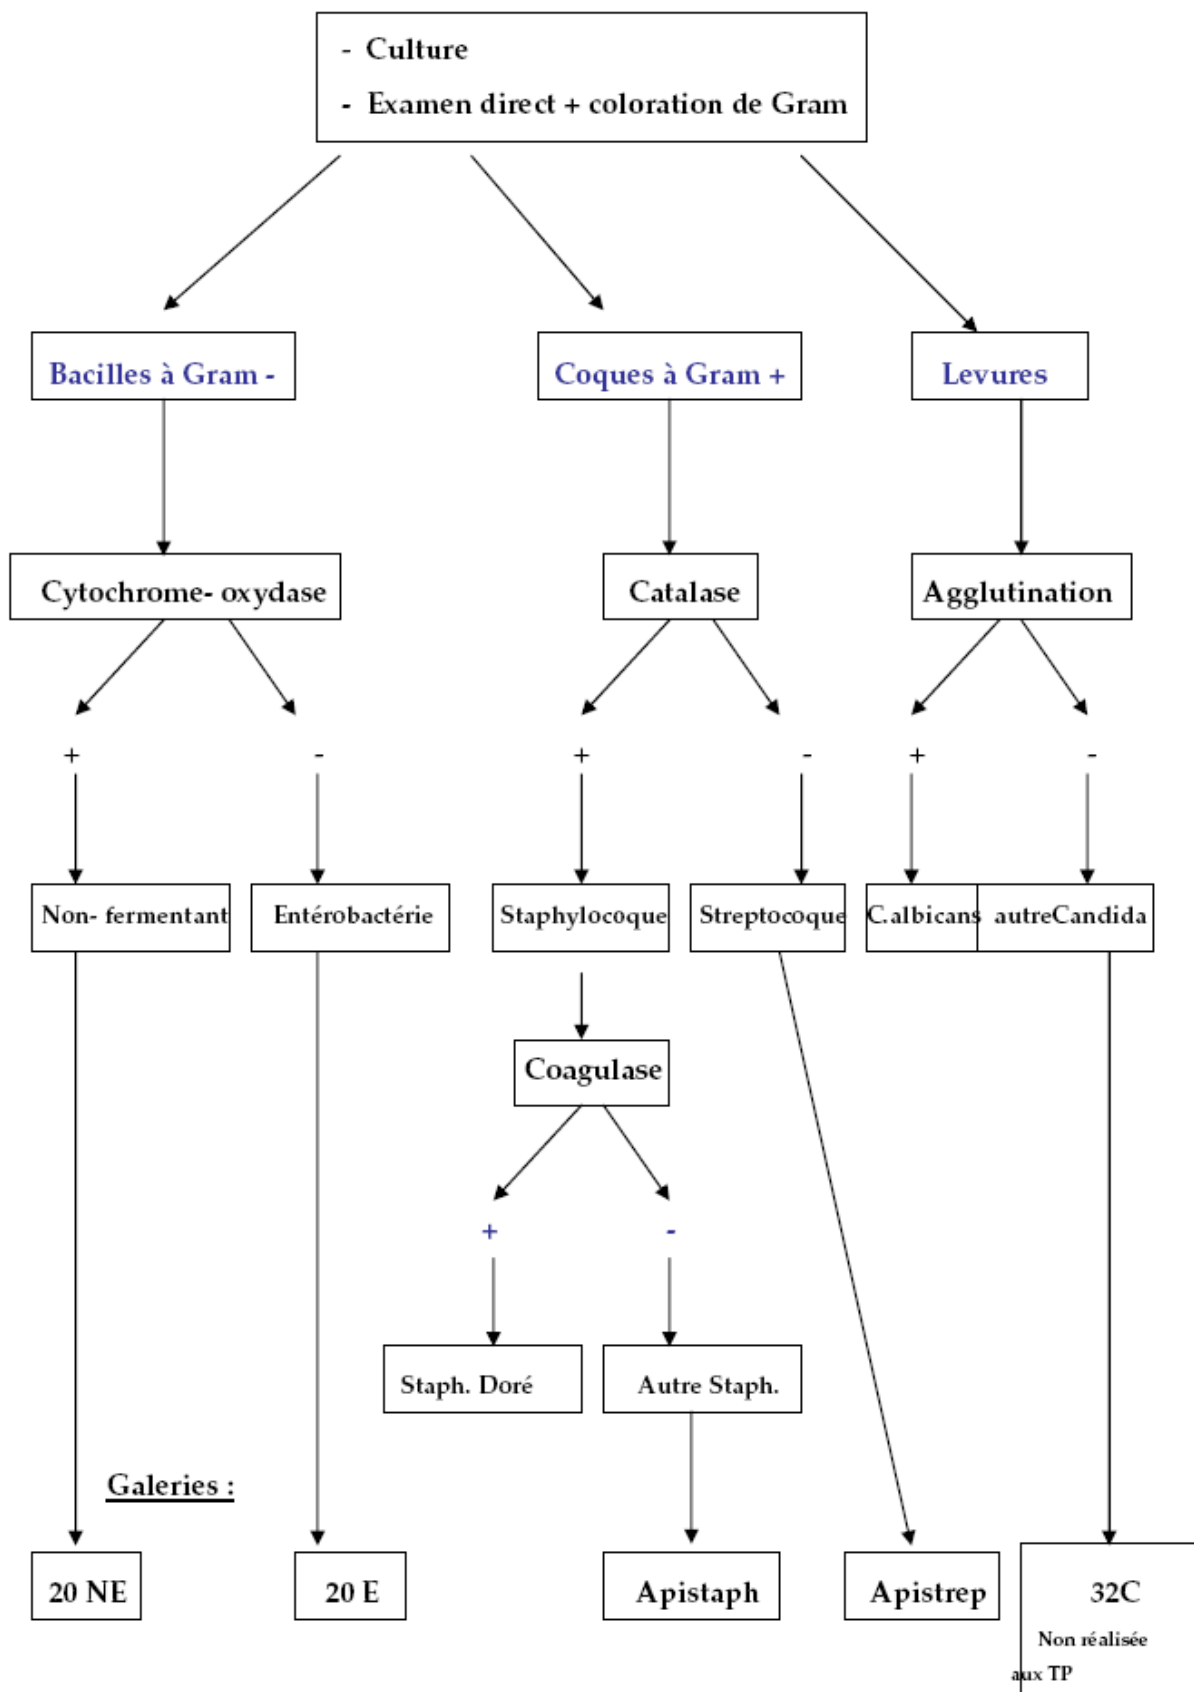 - Culture
- Examen direct + coloration de Gram
Bacilles à Gram -
Coques à Gram +
Levures
Cytochrome- oxydase
Catalase
Agglutination
+
-
+
-
+
-
Non- fermentant
Entérobactérie
Staphylocoque
Streptocoque
C.albicans
autreCandida
Coagulase
+
-
Staph. Doré
Autre Staph.
Galeries :
20 NE
20 E
Apistaph
Apistrep
32C
Non réalisée
aux TP